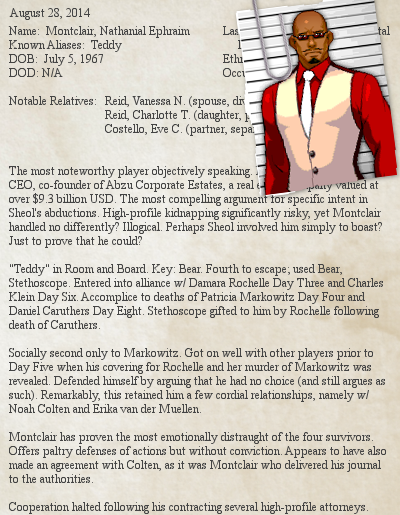 August 28, 2014
Name: Montclair, Nathanial Ephraim
Known Aliases: Teddy
DOB: July 5, 1967
DOD: N/A
Notable Relatives: Reid, Vanessa N. (spouse,
Reid, Charlotte T. (daughter,
Costello, Eve C. (partner,
The most noteworthy player objectively speaking.
CEO, co-founder of Abzu Corporate Estates, a real valued at
over $9.3 billion USD. The most compelling argument for specific intent in
Sheol's abductions. High-profile kidnapping significantly risky, yet Montclair
handled no differently? Illogical. Perhaps Sheol involved him simply to boast?
Just to prove that he could?
"Teddy" in Room and Board. Key: Bear. Fourth to escape; used Bear,
Stethoscope. Entered into alliance w/ Damara Rochelle Day Three and Charles
Klein Day Six. Accomplice to deaths of Patricia Markowitz Day Four and
Daniel Caruthers Day Eight. Stethoscope gifted to him by Rochelle following
death of Caruthers.
Socially second only to Markowitz. Got on well with other players prior to
Day Five when his covering for Rochelle and her murder of Markowitz was
revealed. Defended himself by arguing that he had no choice (and still argues as
such). Remarkably, this retained him a few cordial relationships, namely w/
Noah Colten and Erika van der Muellen.
Montclair has proven the most emotionally distraught of the four survivors.
Offers paltry defenses of actions but without conviction. Appears to have also
made an agreement with Colten, as it was Montclair who delivered his journal
to the authorities.
Cooperation halted following his contracting several high-profile attorneys.